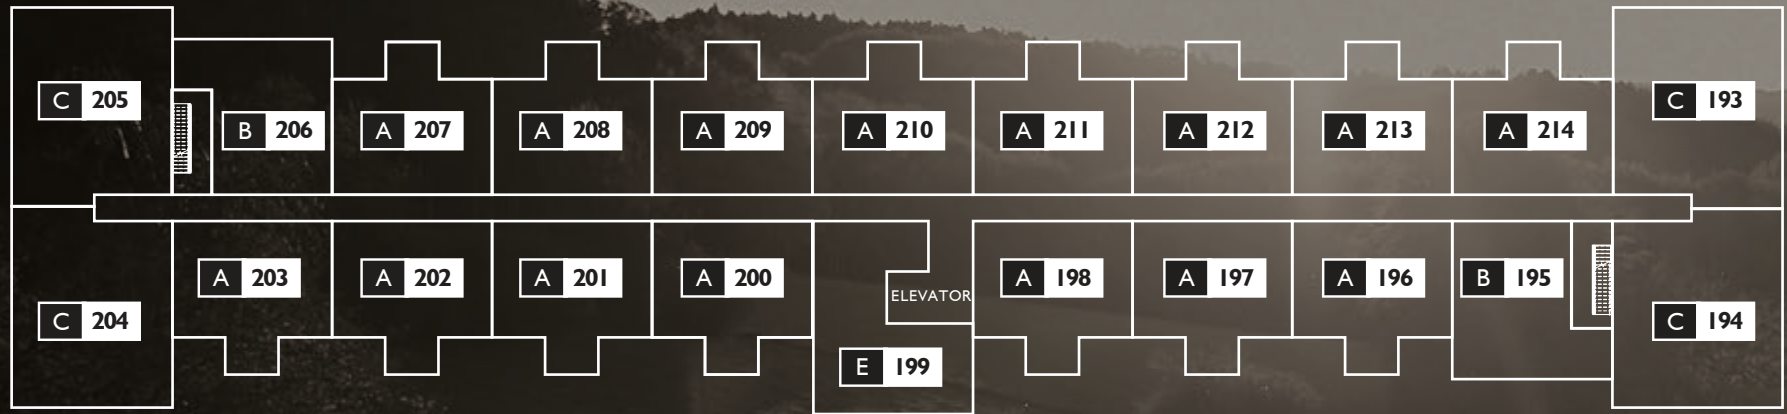 C 205
B 206
A 207
A 208
A 209
A 210
A 211
A 212
A 213
A 214
C 193
C 204
A 203
A 202
A 201
A 200
ELEVATOR
E 199
A 198
A 197
A 196
B 195
C 194